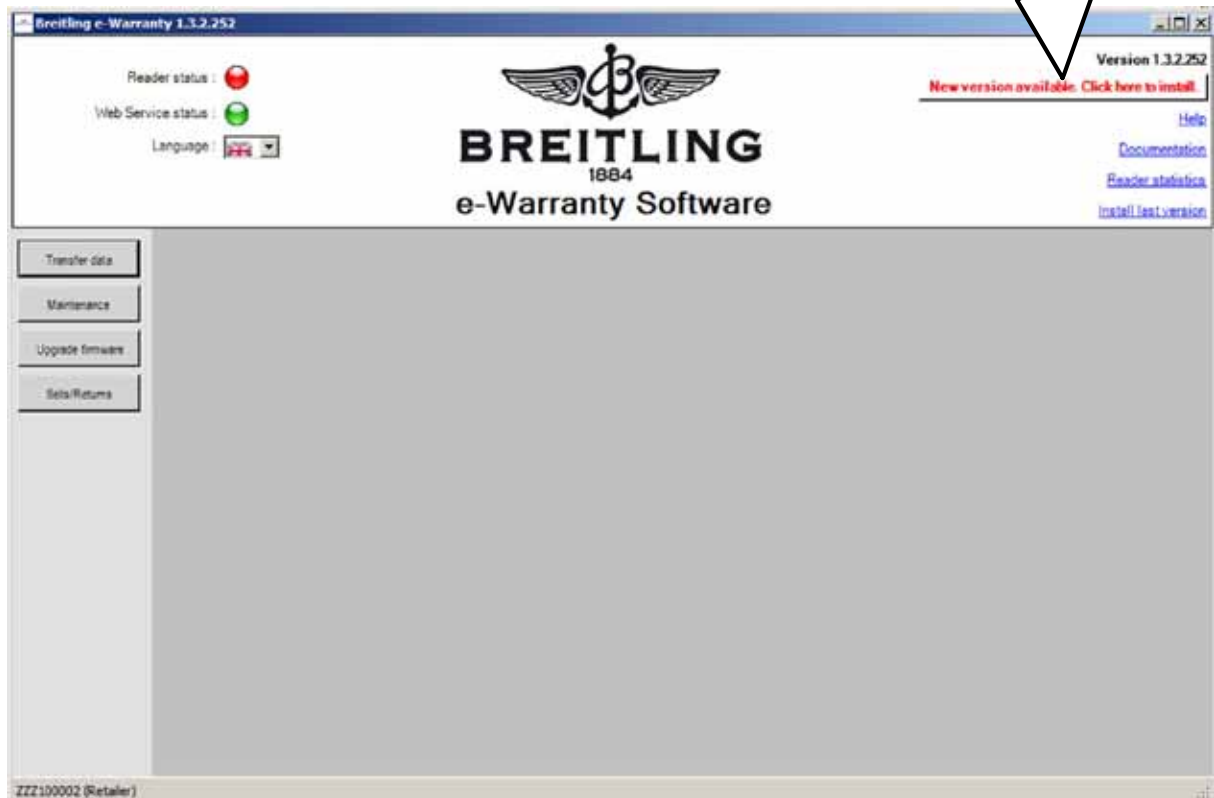 Breitling e-Warranty 1.3.2.252
Reader status :
Web Service status :
Language :
BREITLING
1884
e-Warranty Software
Version 1.3.2.252
New version available. Click here to install.
Help
Documentation
Reader statistics
Install last version
Transfer data
Maintenance
Upgrade firmware
Sets/Returns
ZZZ100002 (Retailer)